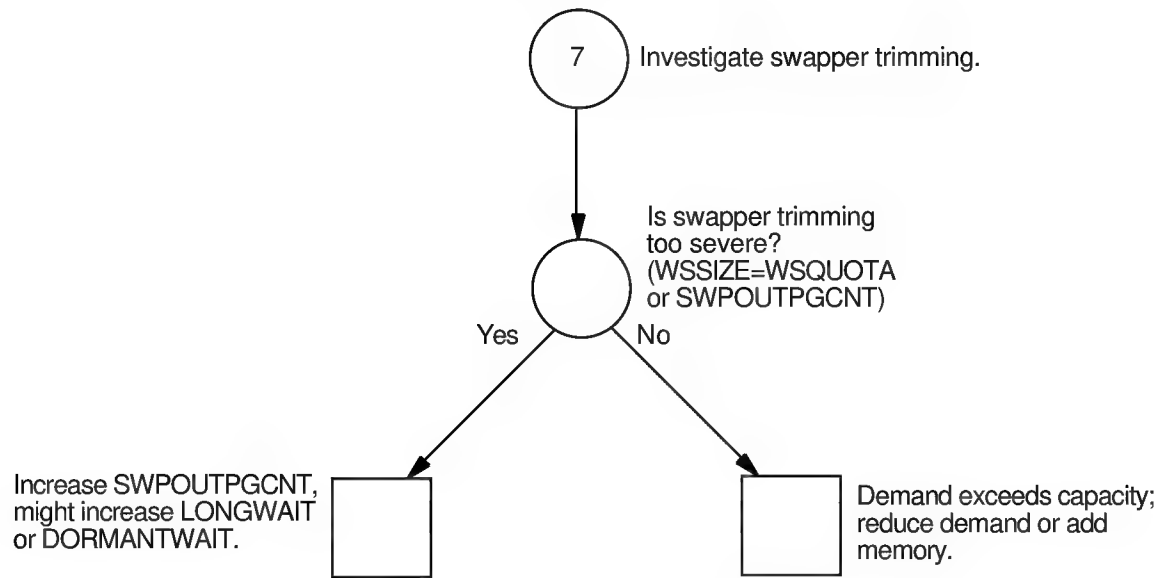 7
Investigate swapper trimming.
Is swapper trimming
too severe?
(WSSIZE=WSQUOTA
or SWPOUTPGCNT)
Yes
No
Increase SWPOUTPGCNT,
might increase LONGWAIT
or DORMANTWAIT.
Demand exceeds capacity;
reduce demand or add
memory.